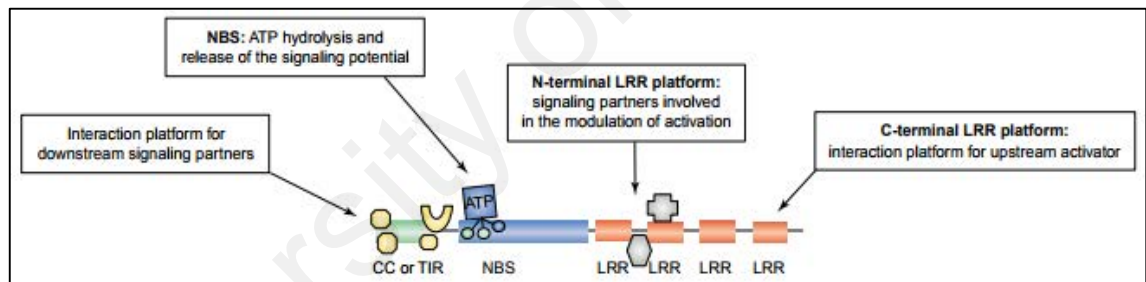 NBS: ATP hydrolysis and
release of the signaling potential
N-terminal LRR platform:
signaling partners involved
in the modulation of activation
Interaction platform for
downstream signaling partners
C-terminal LRR platform:
interaction platform for upstream activator
ATP
CC or TIR NBS LRR LRR LRR LRR